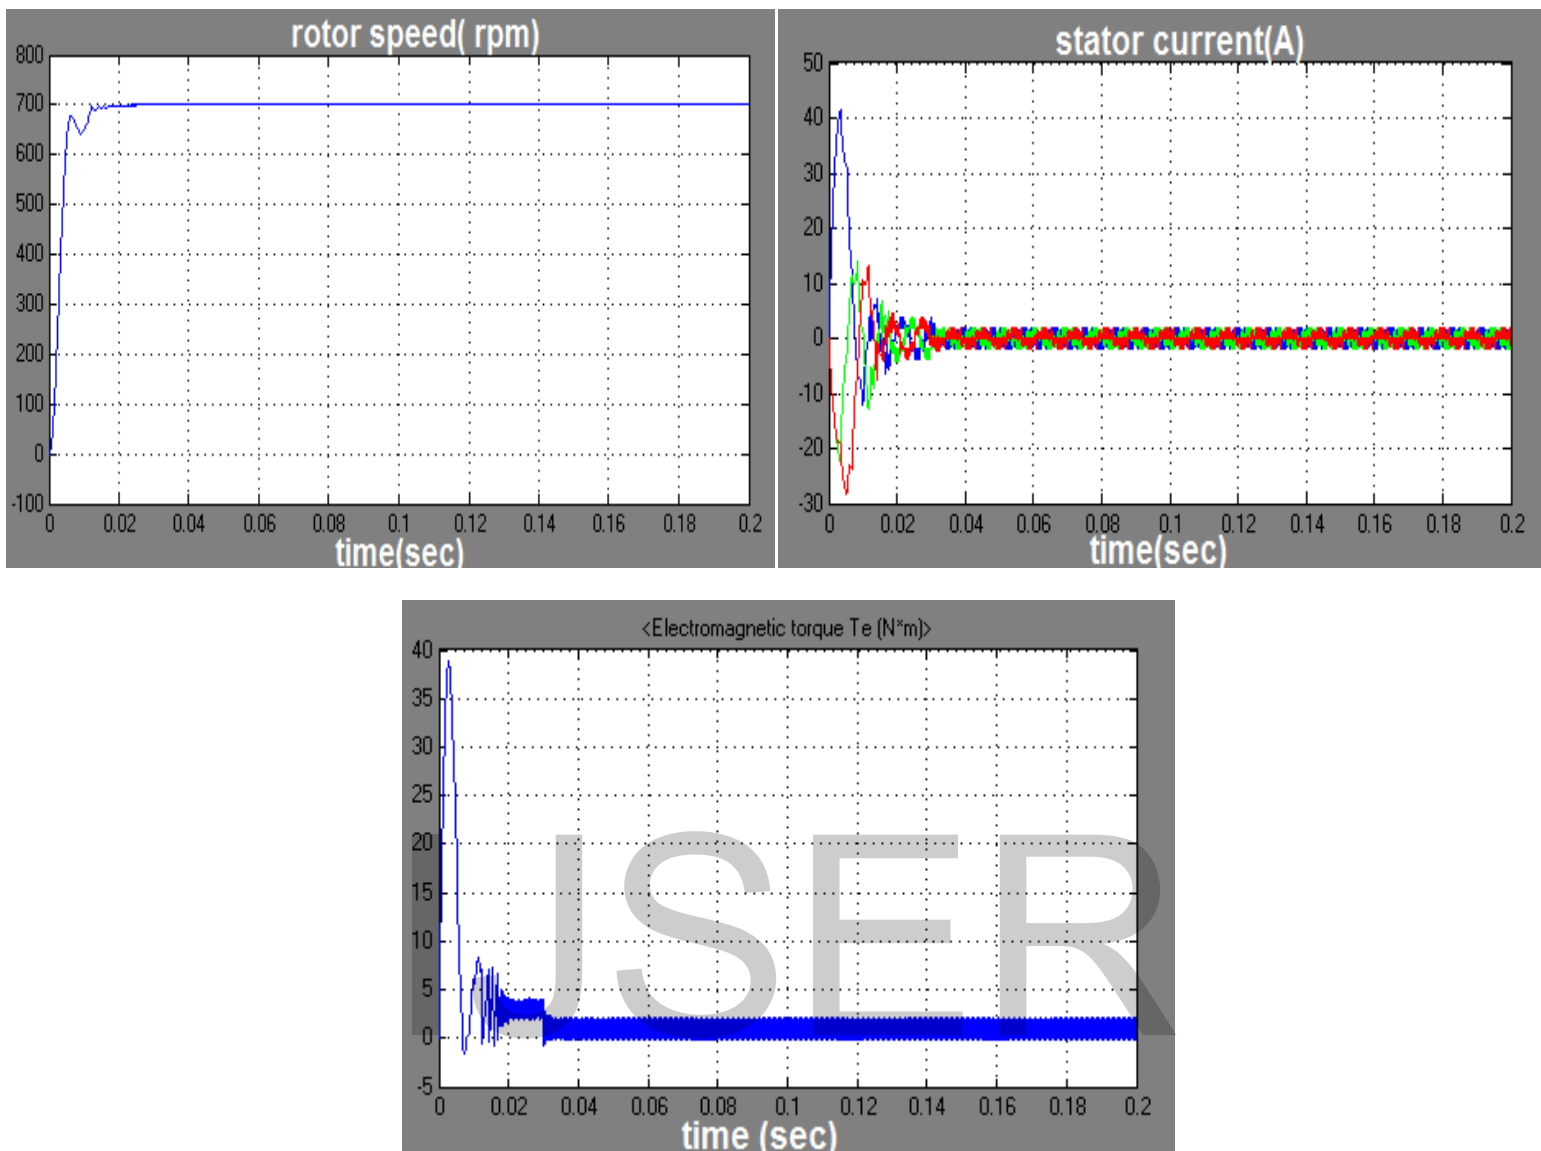 rotor speed( rpm)
800
700
600
500
400
300
200
100
0
-100
0 0.02 0.04 0.06 0.08 0.1 0.12 0.14 0.16 0.18 0.2
time(sec)
stator current(A)
50
40
30
20
10
0
-10
-20
-30
0 0.02 0.04 0.06 0.08 0.1 0.12 0.14 0.16 0.18 0.2
time(sec)
<Electromagnetic torque Te (N*m)>
40
35
30
25
20
15
10
5
0
-5
0 0.02 0.04 0.06 0.08 0.1 0.12 0.14 0.16 0.18 0.2
time (sec)
IJSER